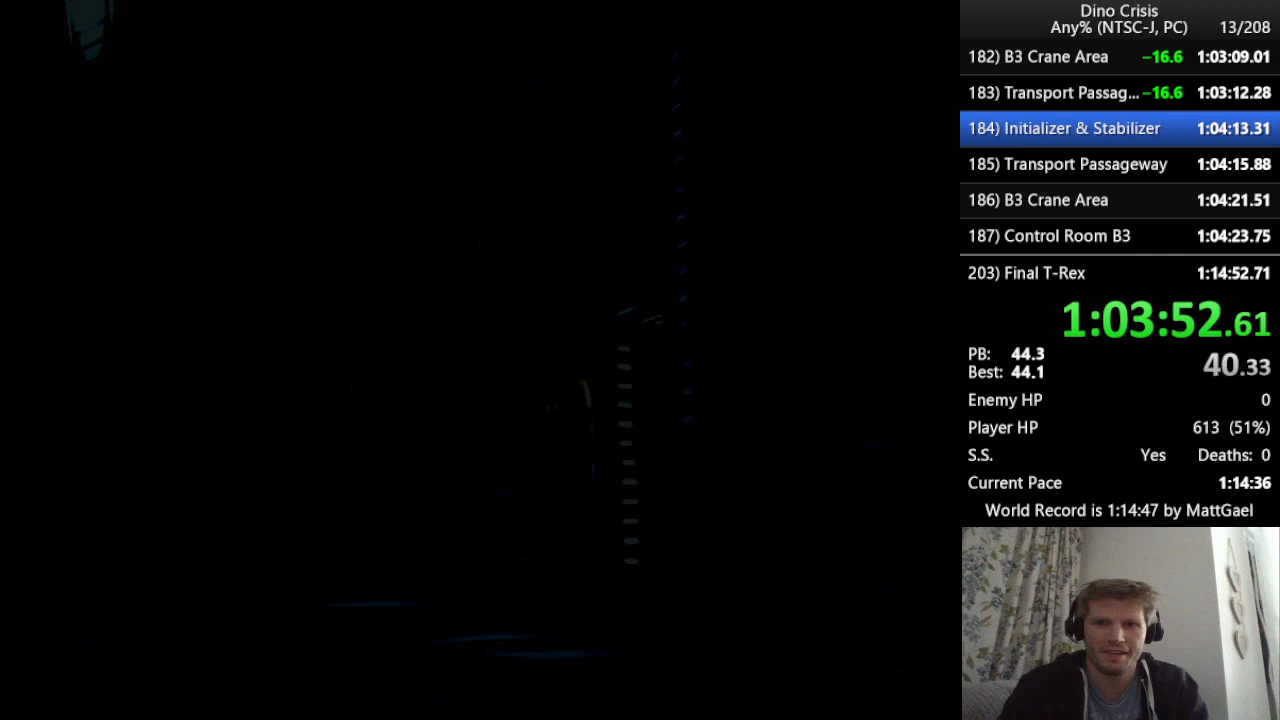 Dino Crisis
Any% (NTSC-J, PC) 13/208
182) B3 Crane Area −16.6 1:03:09.01
183) Transport Passag... −16.6 1:03:12.28
184) Initializer & Stabilizer 1:04:13.31
185) Transport Passageway 1:04:15.88
186) B3 Crane Area 1:04:21.51
187) Control Room B3 1:04:23.75
203) Final T-Rex 1:14:52.71
1:03:52.61
PB: 44.3 40.33
Best: 44.1
Enemy HP 0
Player HP 613 (51%)
S.S. Yes Deaths: 0
Current Pace 1:14:36
World Record is 1:14:47 by MattGael